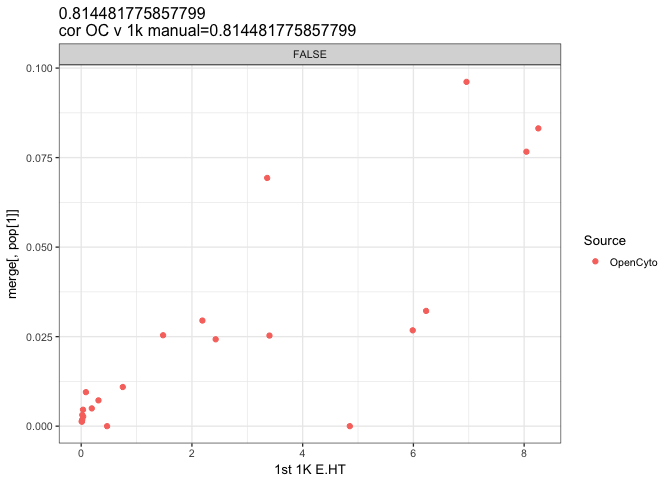 0.814481775857799
cor OC v 1k manual=0.814481775857799
FALSE
0.100
0.075
0.050
0.025
0.000
merge[, pop[1]]
0 2 4 6 8
1st 1K E.HT
Source
OpenCyto